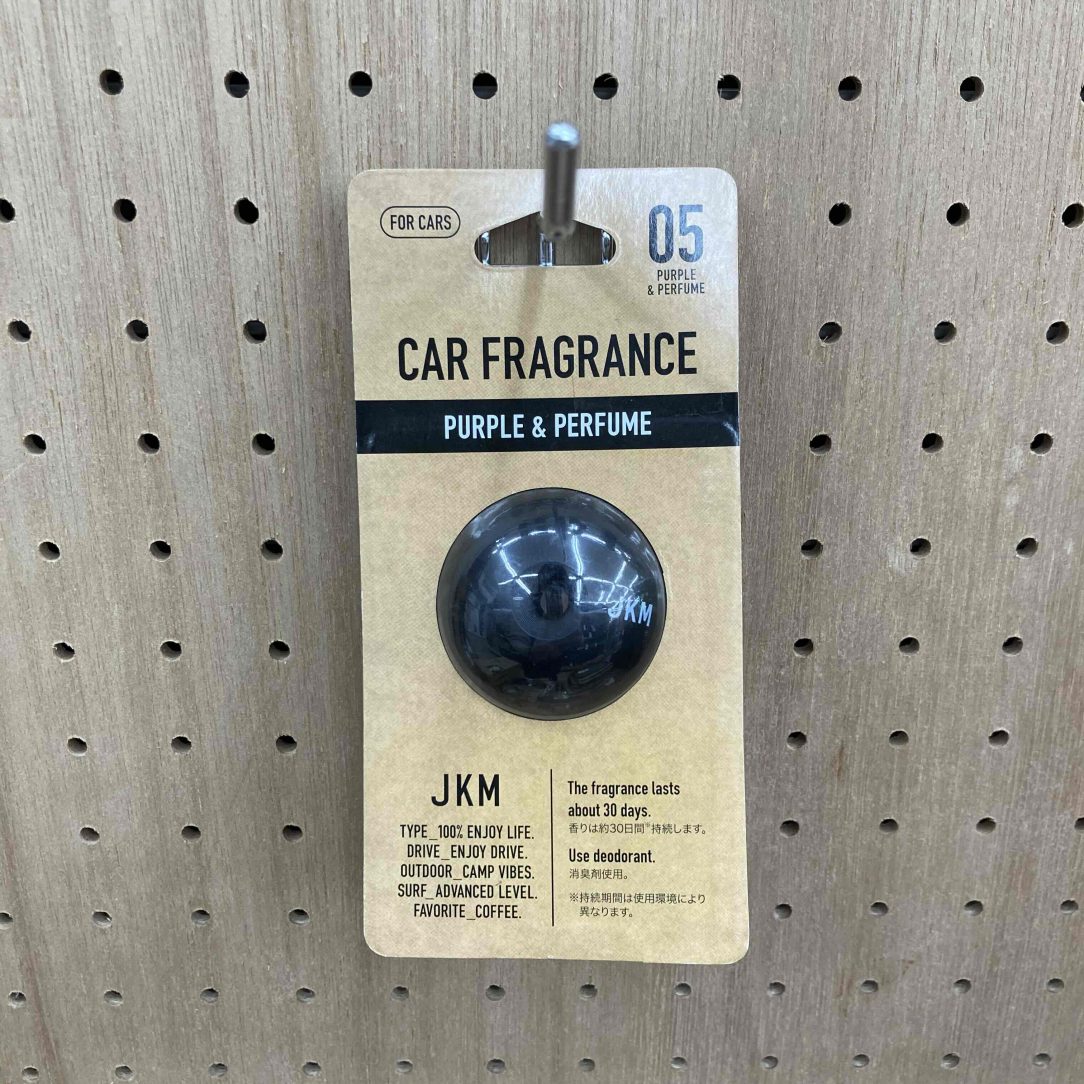 FOR CARS
05
PURPLE
& PERFUME
CAR FRAGRANCE
PURPLE & PERFUME
JKM
JKM
TYPE_100% ENJOY LIFE.
DRIVE_ENJOY DRIVE.
OUTDOOR_CAMP VIBES.
SURF_ADVANCED LEVEL.
FAVORITE_COFFEE.
The fragrance lasts
about 30 days.
香りは約30日間※持続します。
Use deodorant.
消臭剤使用。
※持続期間は使用環境により
異なります。